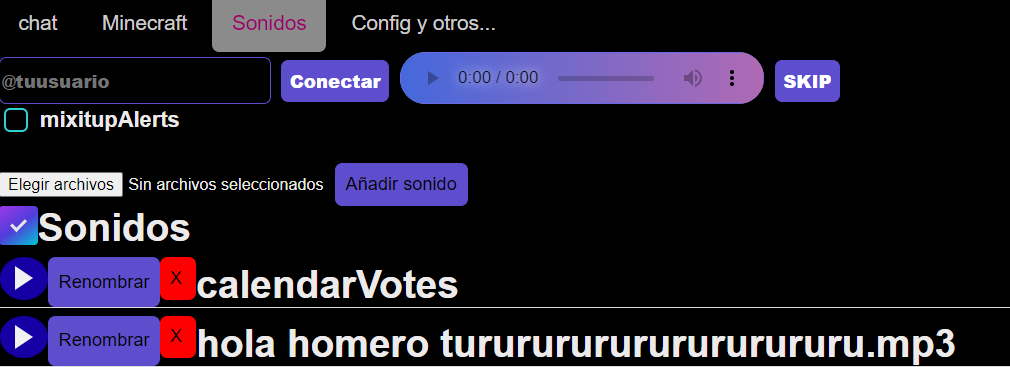 chat Minecraft Sonidos Config y otros...
@tuusuario Conectar 0:00 / 0:00 SKIP
mixitupAlerts
Elegir archivos Sin archivos seleccionados Añadir sonido
Sonidos
Renombrar X calendarVotes
Renombrar X hola homero turururururururururururu.mp3